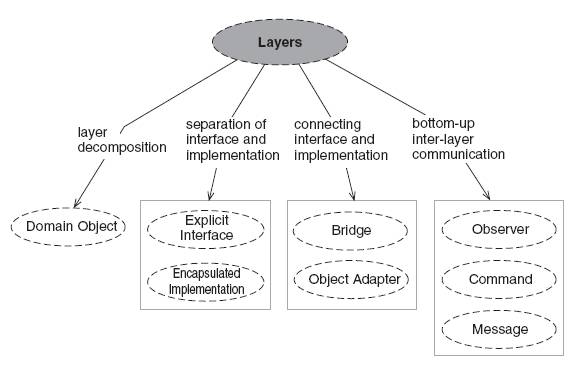 Layers
layer
decomposition
separation of
interface and
implementation
connecting
interface and
implementation
bottom-up
inter-layer
communication
Domain Object
Explicit
Interface
Encapsulated
Implementation
Bridge
Object Adapter
Observer
Command
Message